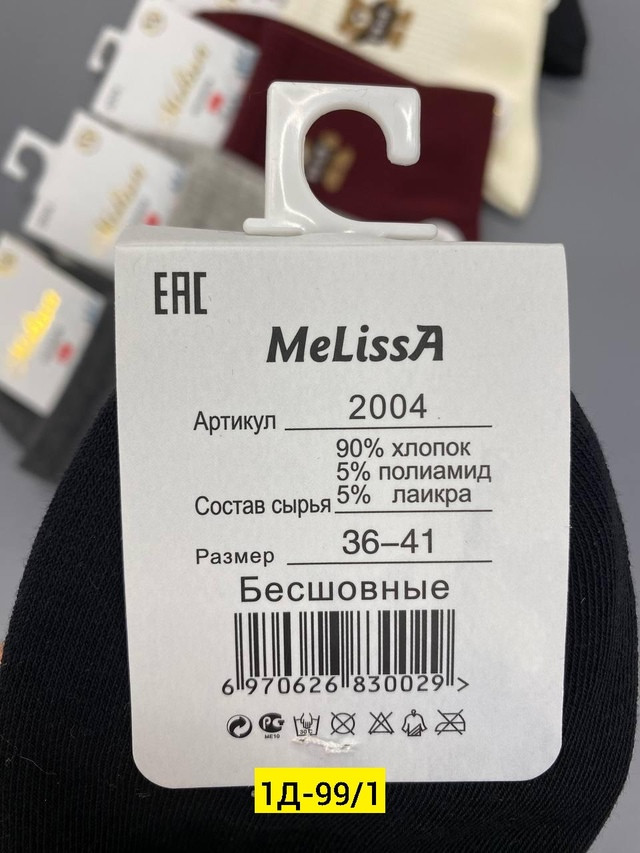 EAC
MeLissA
Артикул 2004
90% хлопок
5% полиамид
Состав сырья 5% лаикра
Размер 36–41
Бесшовные
6 970626 830029 >
1Д-99/1